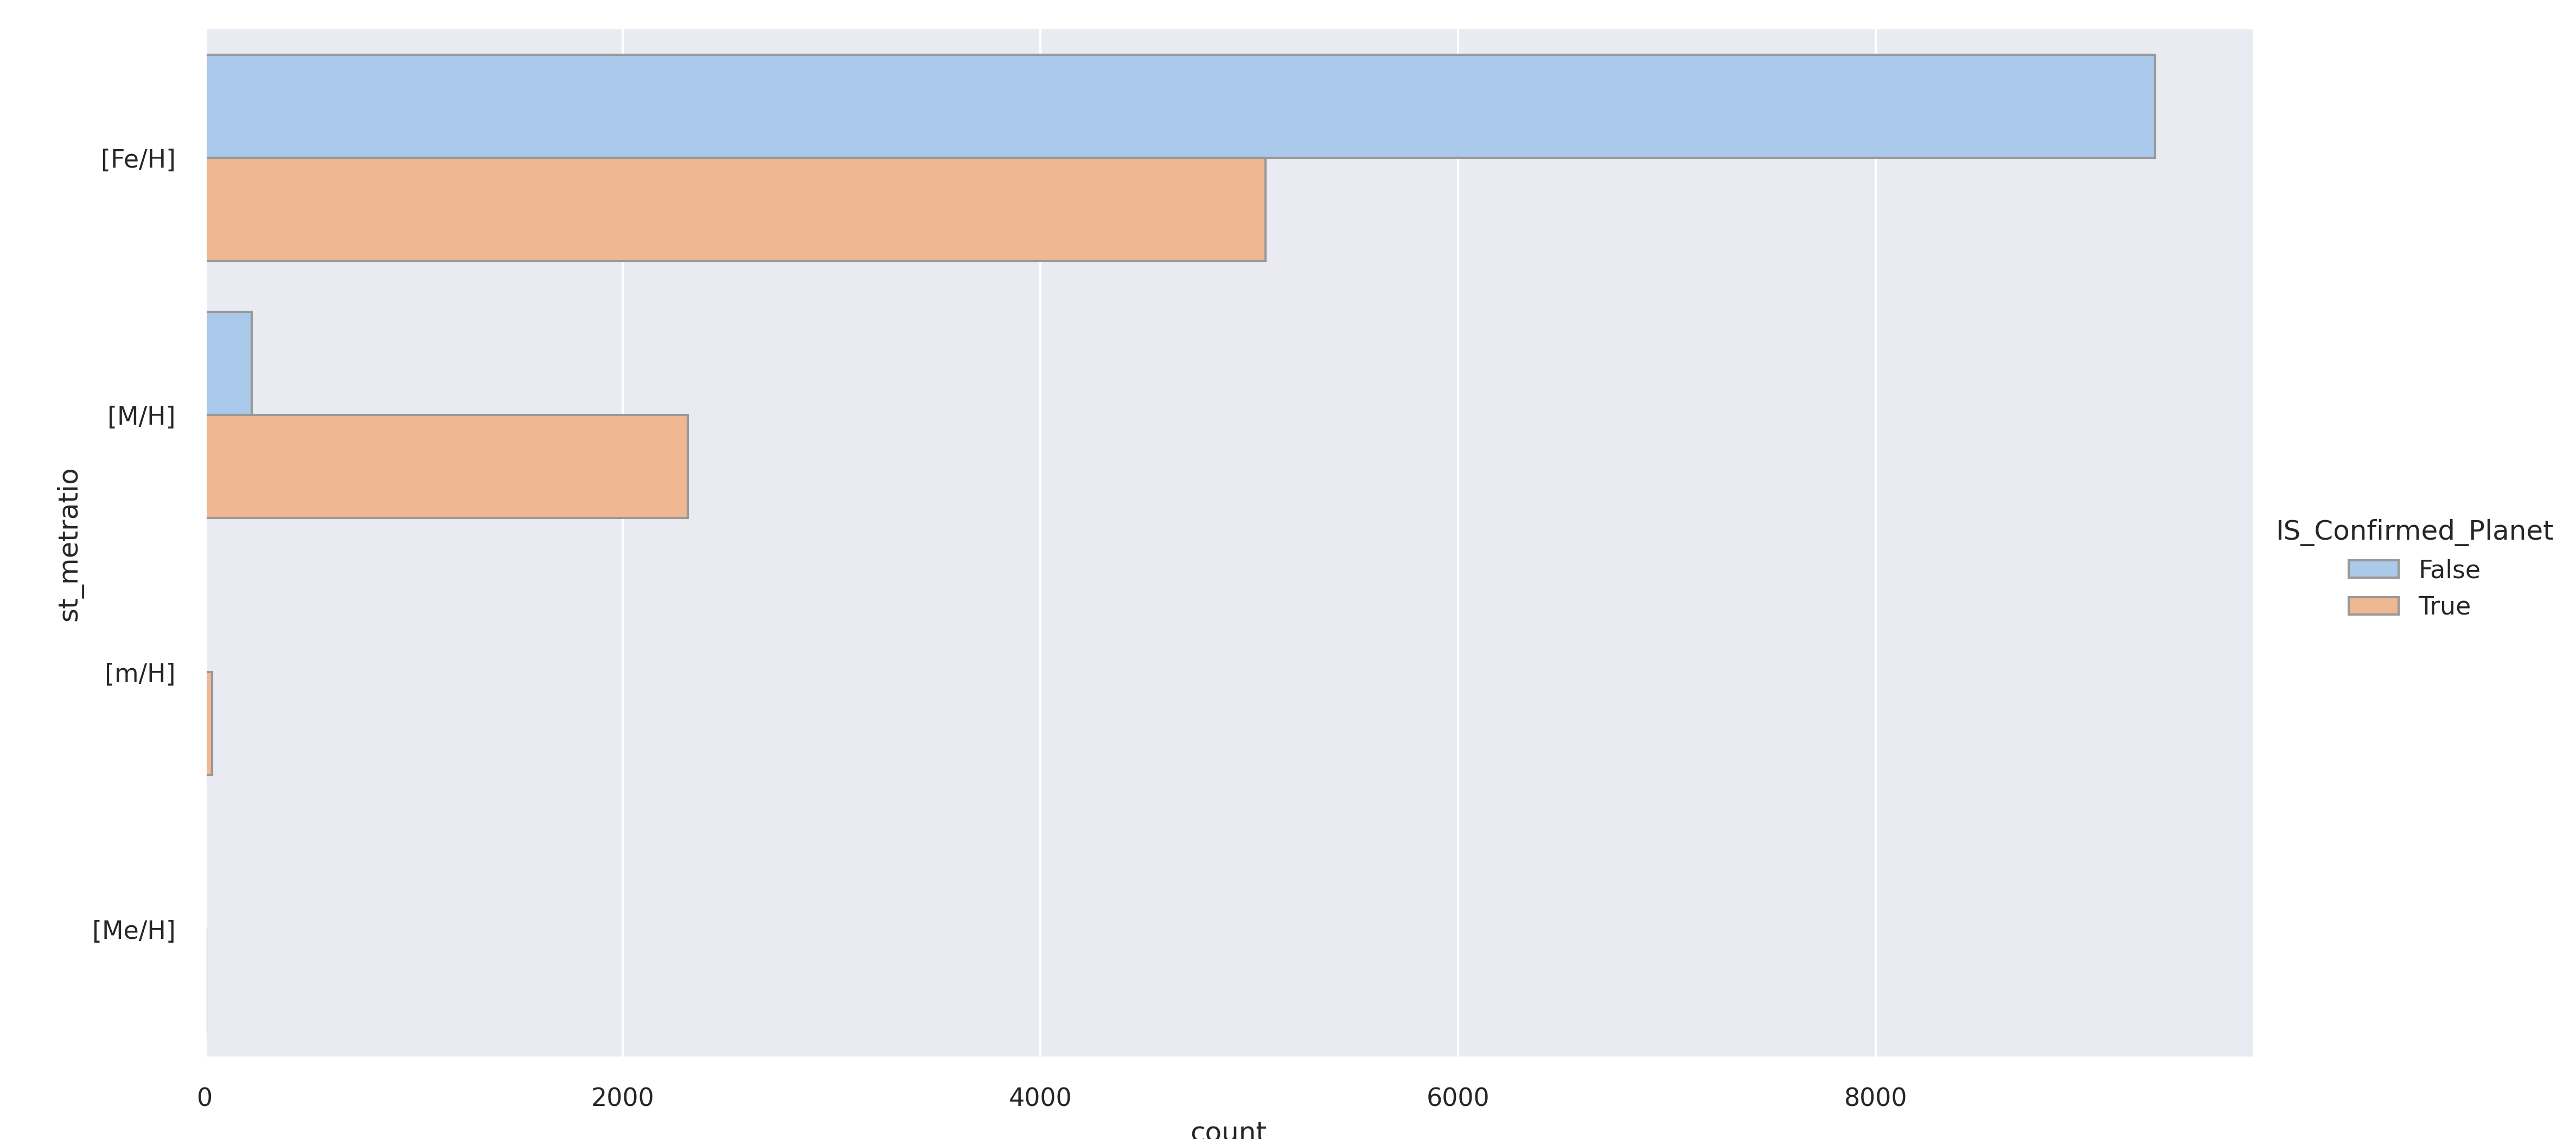 [Fe/H]
[M/H]
[m/H]
[Me/H]
st_metratio
0 2000 4000 6000 8000
count
IS_Confirmed_Planet
False
True